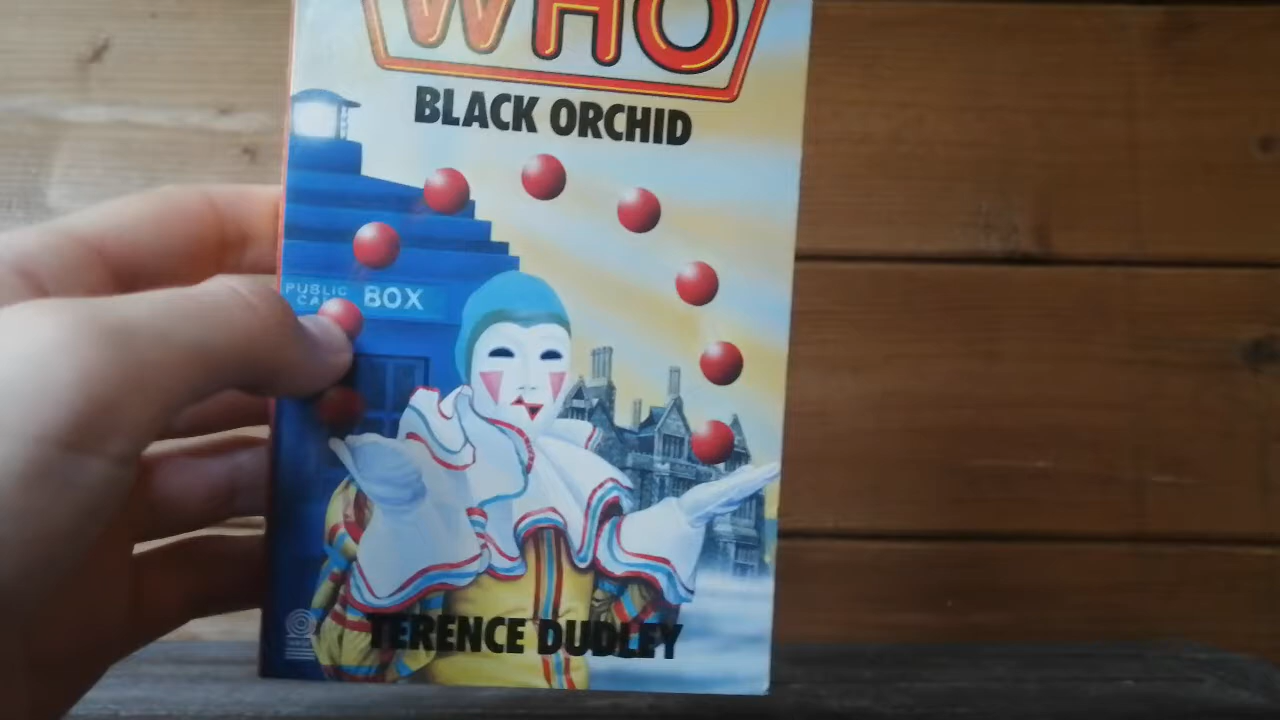 WHO
BLACK ORCHID
PUBLIC
BOX
TERENCE DUDLEY